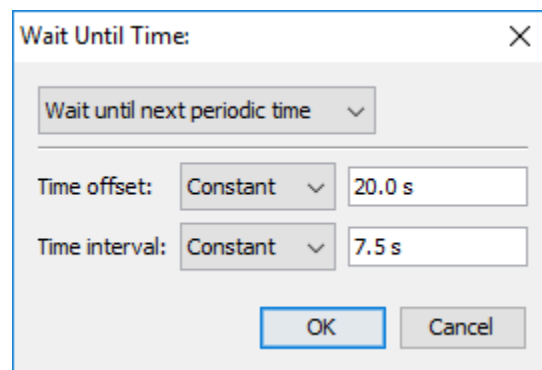 Wait Until Time:
Wait until next periodic time
Time offset: Constant 20.0 s
Time interval: Constant 7.5 s
OK Cancel